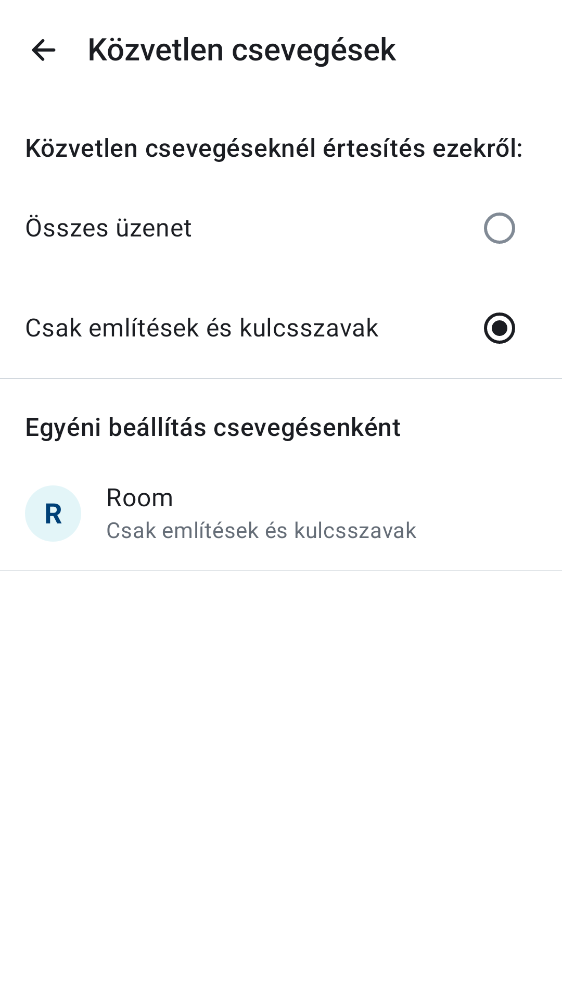 Közvetlen csevegések
Közvetlen csevegéseknél értesítés ezekről:
Összes üzenet
Csak említések és kulcsszavak
Egyéni beállítás csevegésenként
R
Room
Csak említések és kulcsszavak